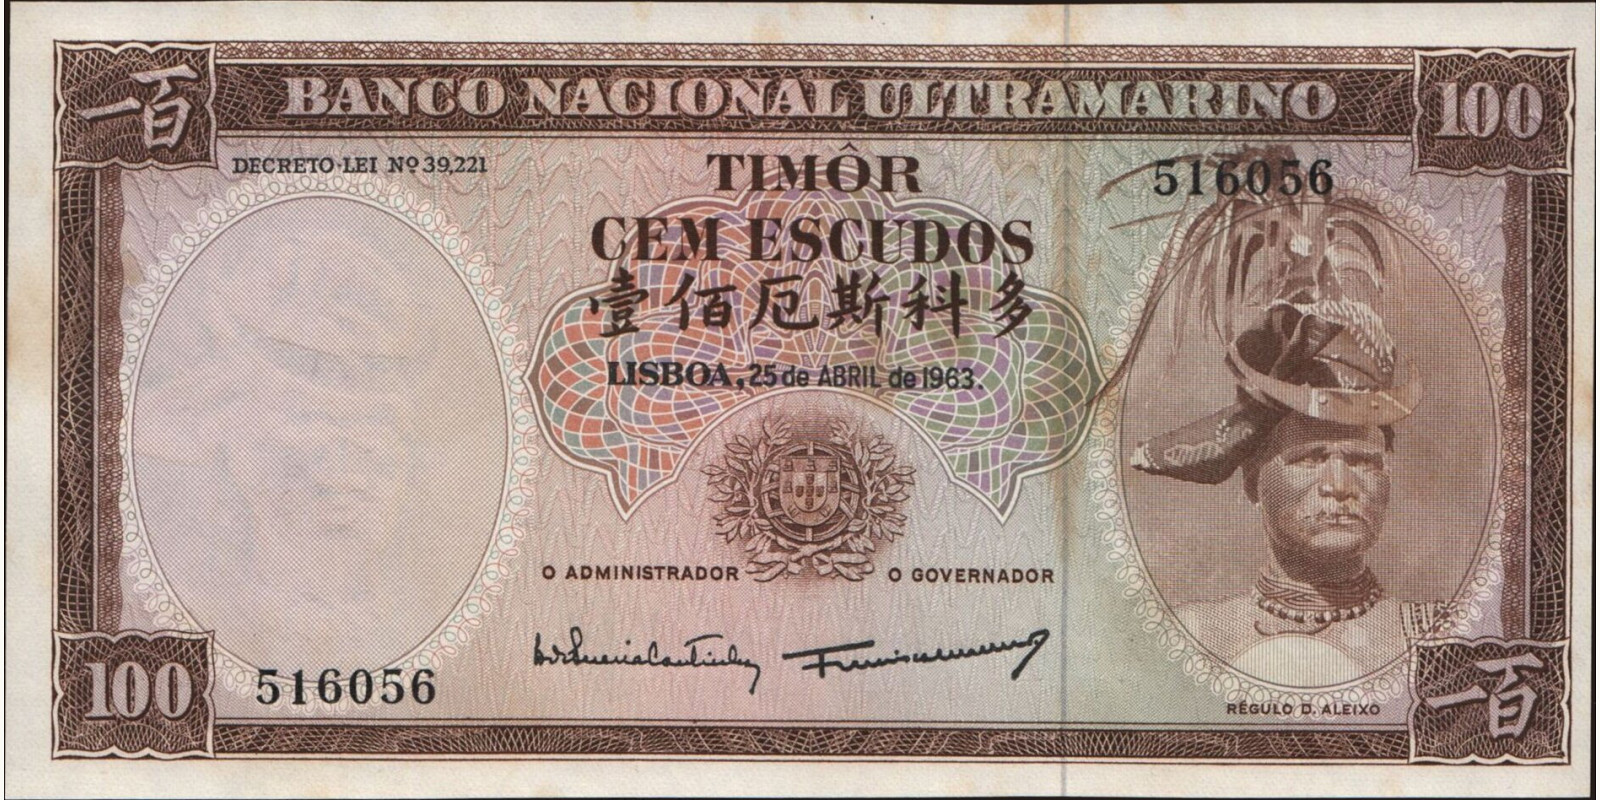 一百
BANCO NACIONAL ULTRAMARINO
100
DECRETO-LEI Nº 39,221
TIMÔR
516056
CEM ESCUDOS
壹佰厄斯科多
LISBOA, 25 de ABRIL de 1963.
O ADMINISTRADOR
O GOVERNADOR
100
516056
RÉGULO D. ALEIXO
一百